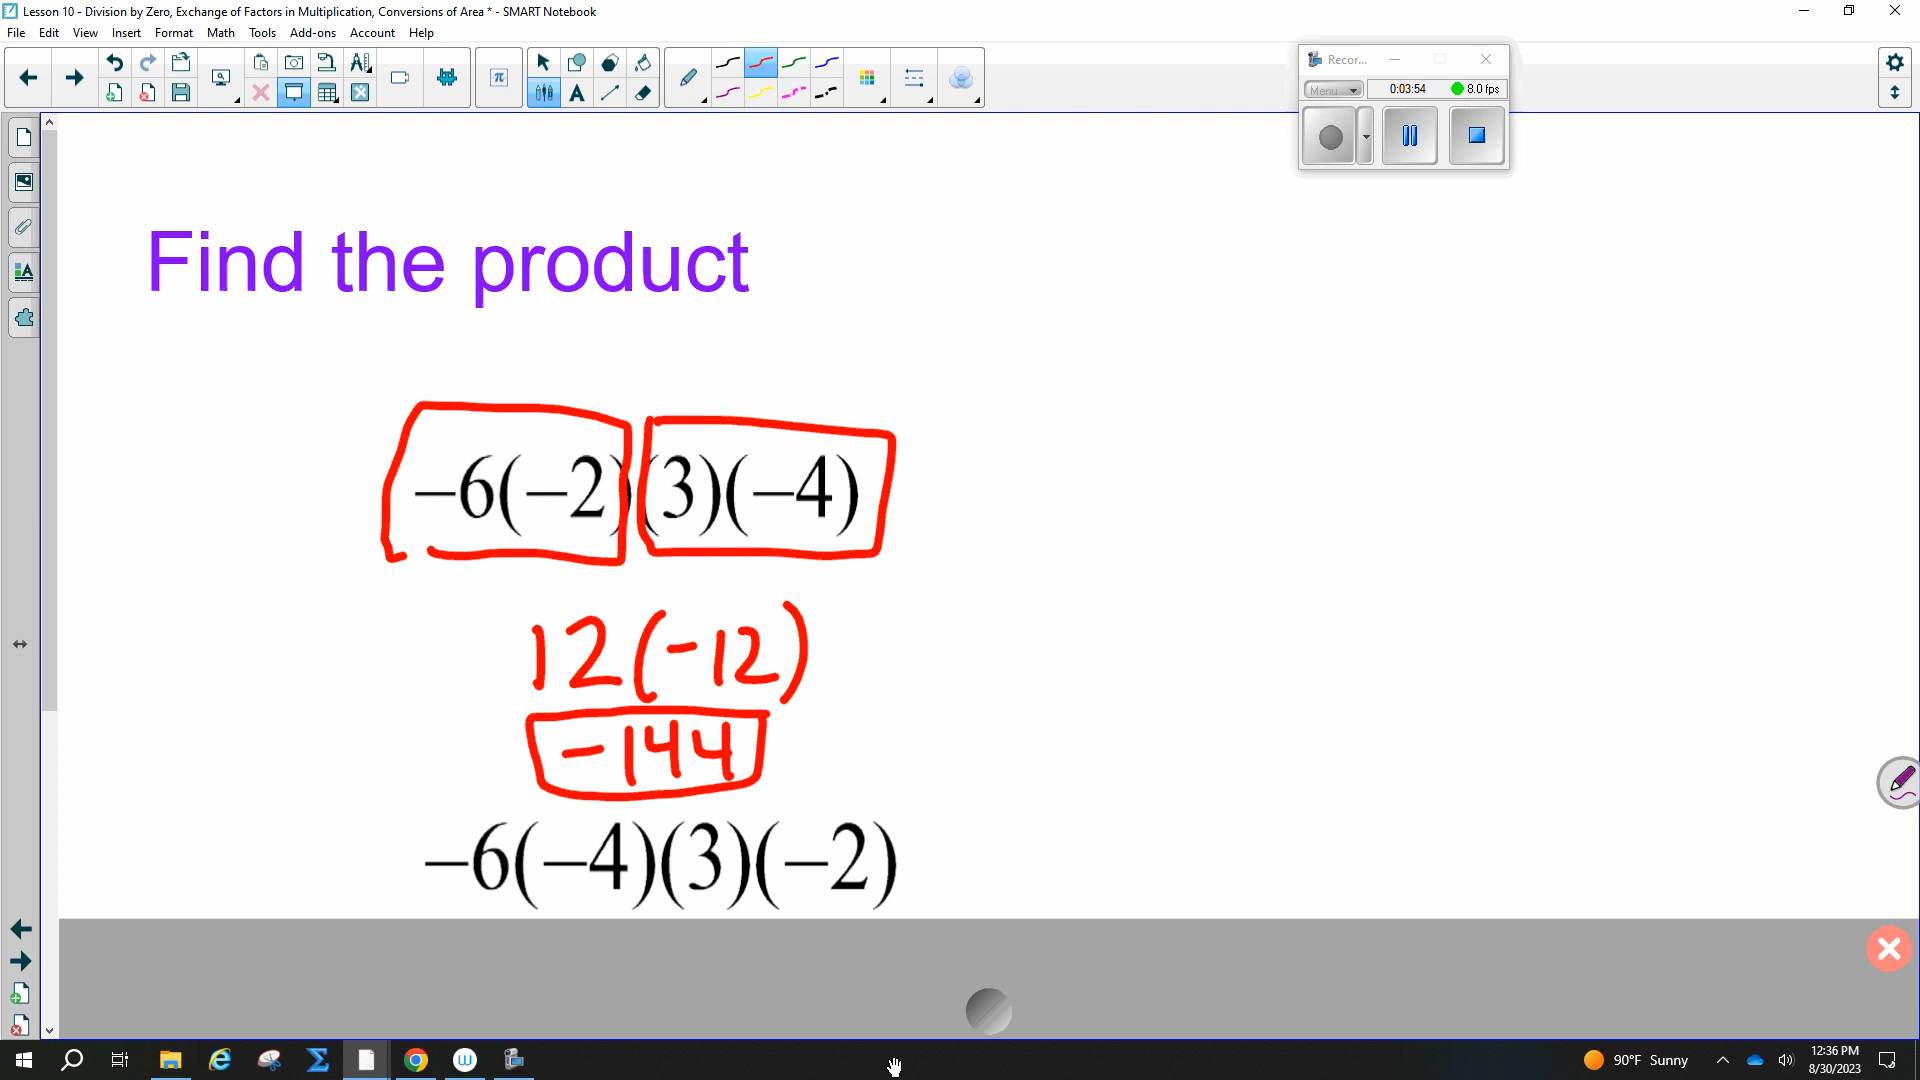 Lesson 10 - Division by Zero, Exchange of Factors in Multiplication, Conversions of Area * - SMART Notebook
File Edit View Insert Format Math Tools Add-ons Account Help
Recor...
Menu 0:03:54 8.0 fps
Find the product
−6(−2)(3)(−4)
12(-12)
-144
−6(−4)(3)(−2)
90°F Sunny
12:36 PM
8/30/2023